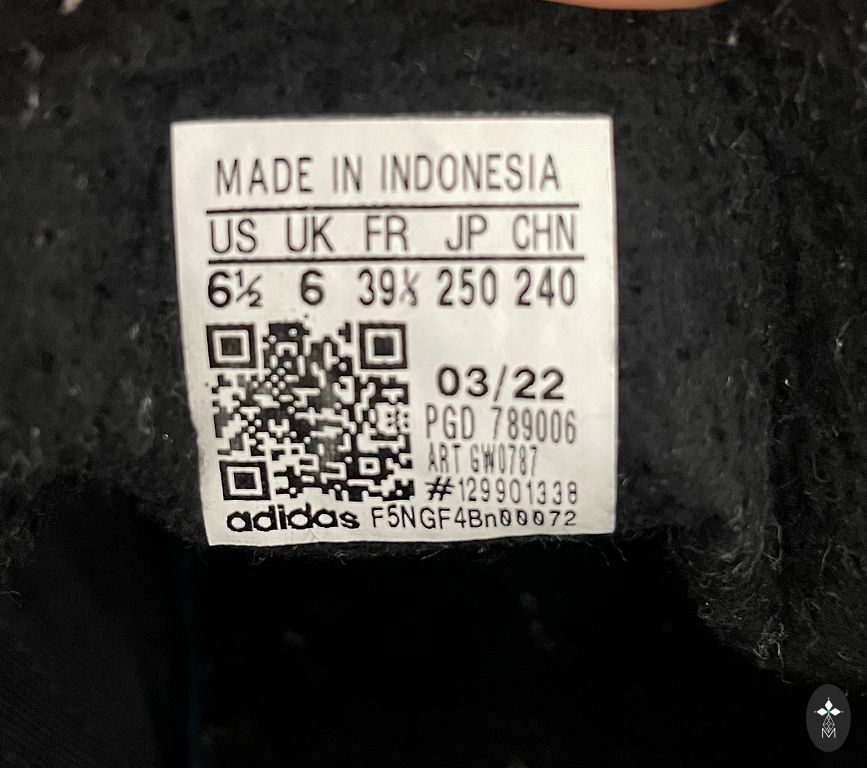 MADE IN INDONESIA
US UK FR JP CHN
6½ 6 39⅓ 250 240
03/22
PGD 789006
ART GW0787
#129901338
adidas F5NGF4Bn00072
M